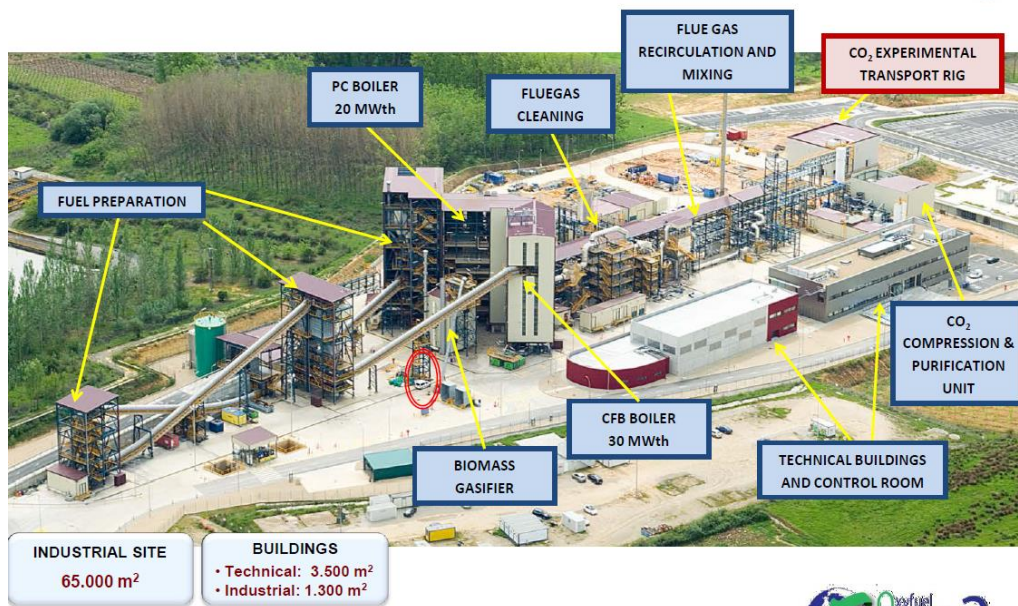 FLUE GAS
RECIRCULATION AND
MIXING
CO₂ EXPERIMENTAL
TRANSPORT RIG
PC BOILER
20 MWth
FLUEGAS
CLEANING
FUEL PREPARATION
CO₂
COMPRESSION &
PURIFICATION
UNIT
CFB BOILER
30 MWth
BIOMASS
GASIFIER
TECHNICAL BUILDINGS
AND CONTROL ROOM
INDUSTRIAL SITE
65.000 m²
BUILDINGS
• Technical: 3.500 m²
• Industrial: 1.300 m²
Oxyfuel